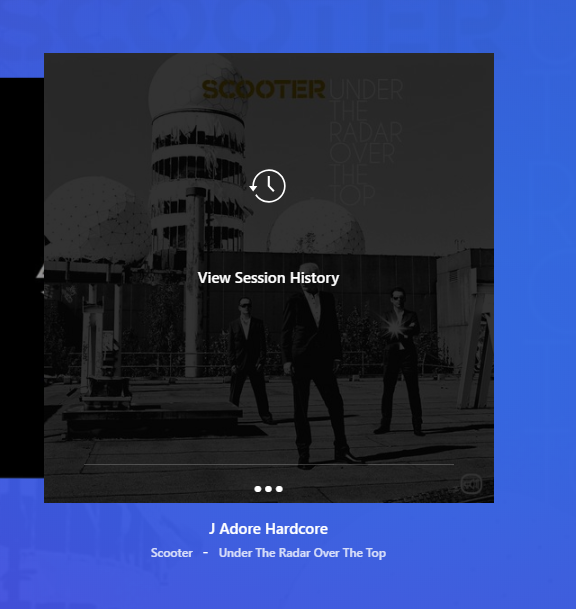 SCOOTER UNDER
THE
RADAR
OVER
THE
TOP
View Session History
J Adore Hardcore
Scooter - Under The Radar Over The Top